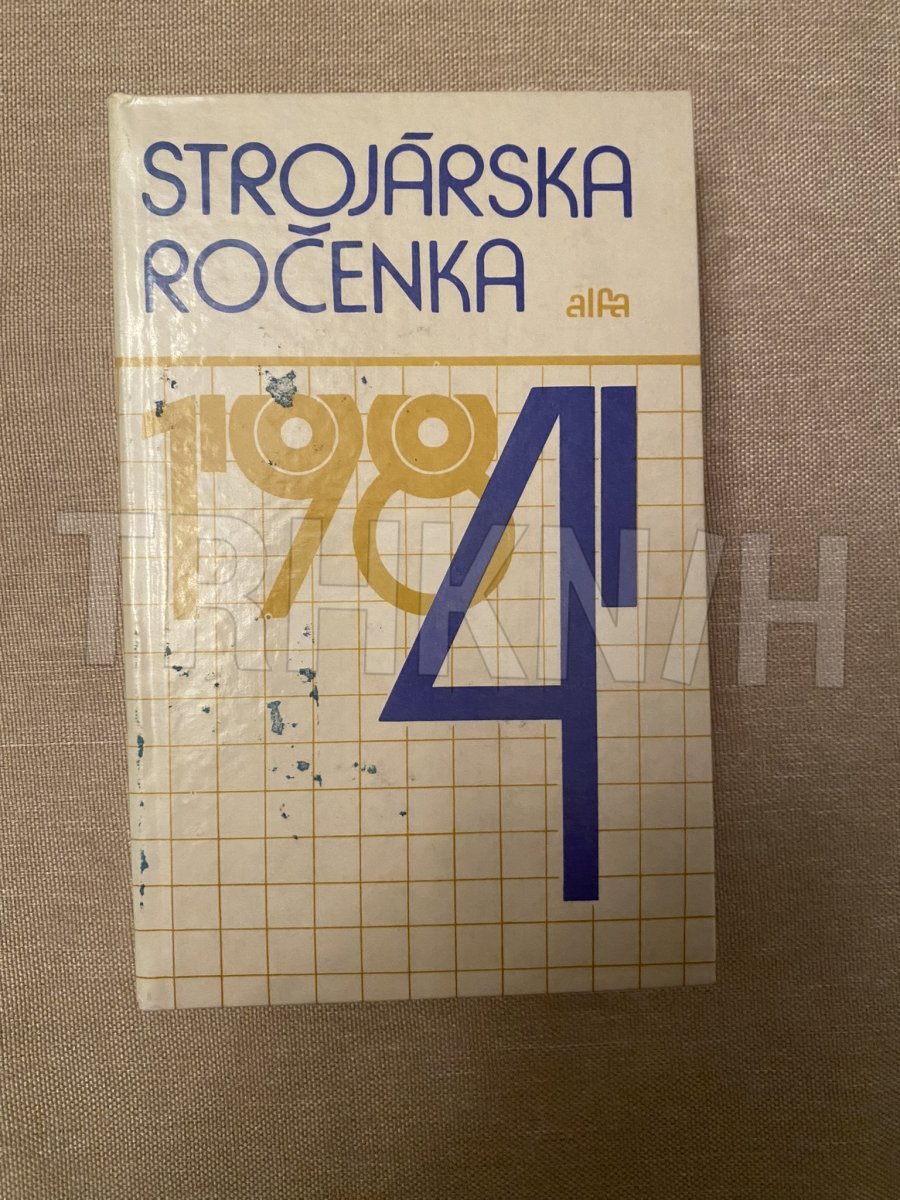 STROJÁRSKA
ROČENKA
alfa
1984
TRHKNIH